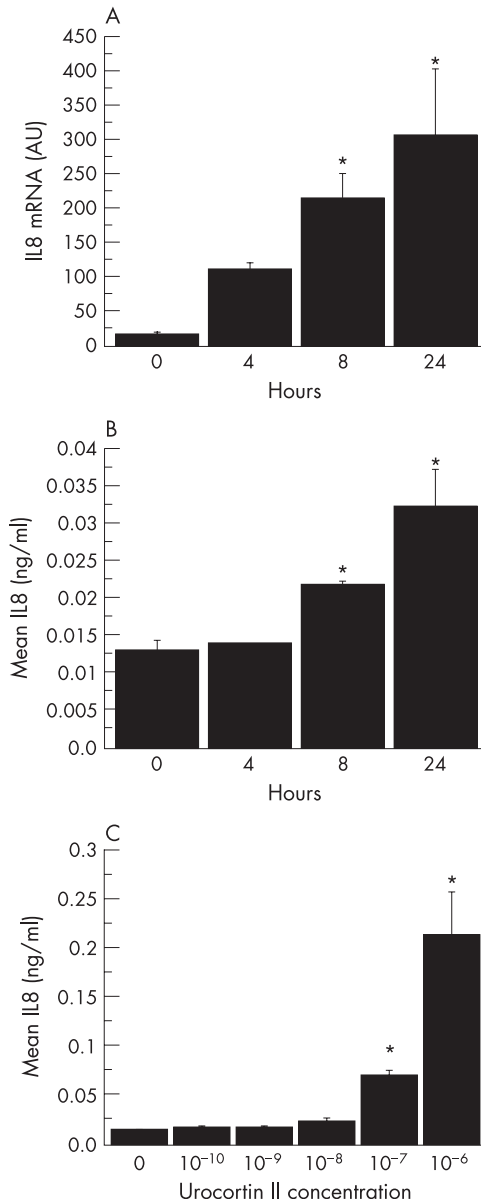 A
450
400
350
300
250
200
150
100
50
0
IL8 mRNA (AU)
*
*
0 4 8 24
Hours
B
0.04
0.035
0.03
0.025
0.02
0.015
0.01
0.005
0.0
Mean IL8 (ng/ml)
*
*
0 4 8 24
Hours
C
0.3
0.25
0.2
0.15
0.1
0.05
0.0
Mean IL8 (ng/ml)
*
*
0 10⁻¹⁰ 10⁻⁹ 10⁻⁸ 10⁻⁷ 10⁻⁶
Urocortin II concentration